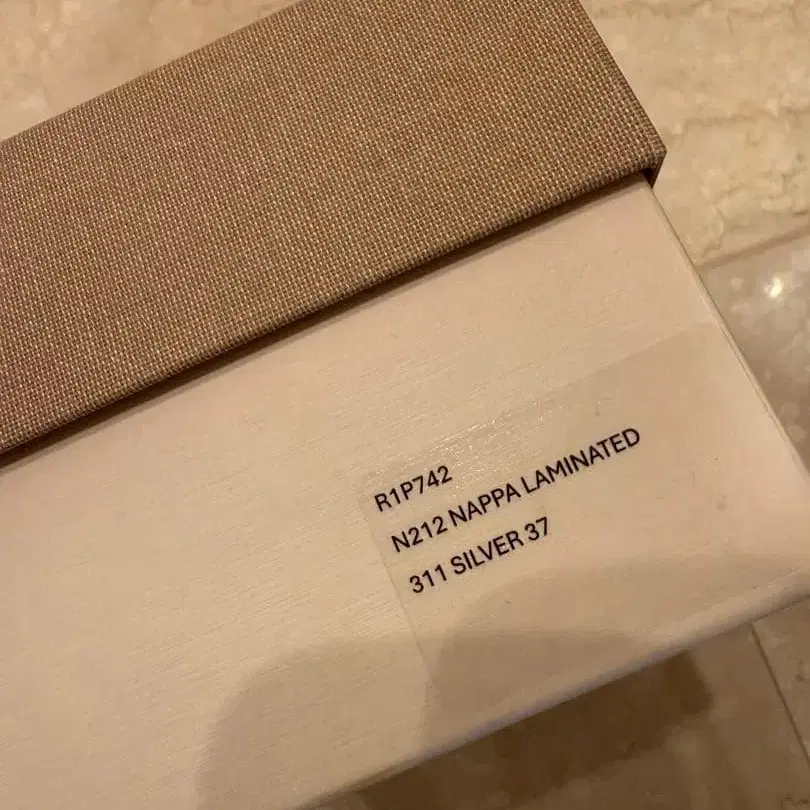 R1P742
N212 NAPPA LAMINATED
311 SILVER 37